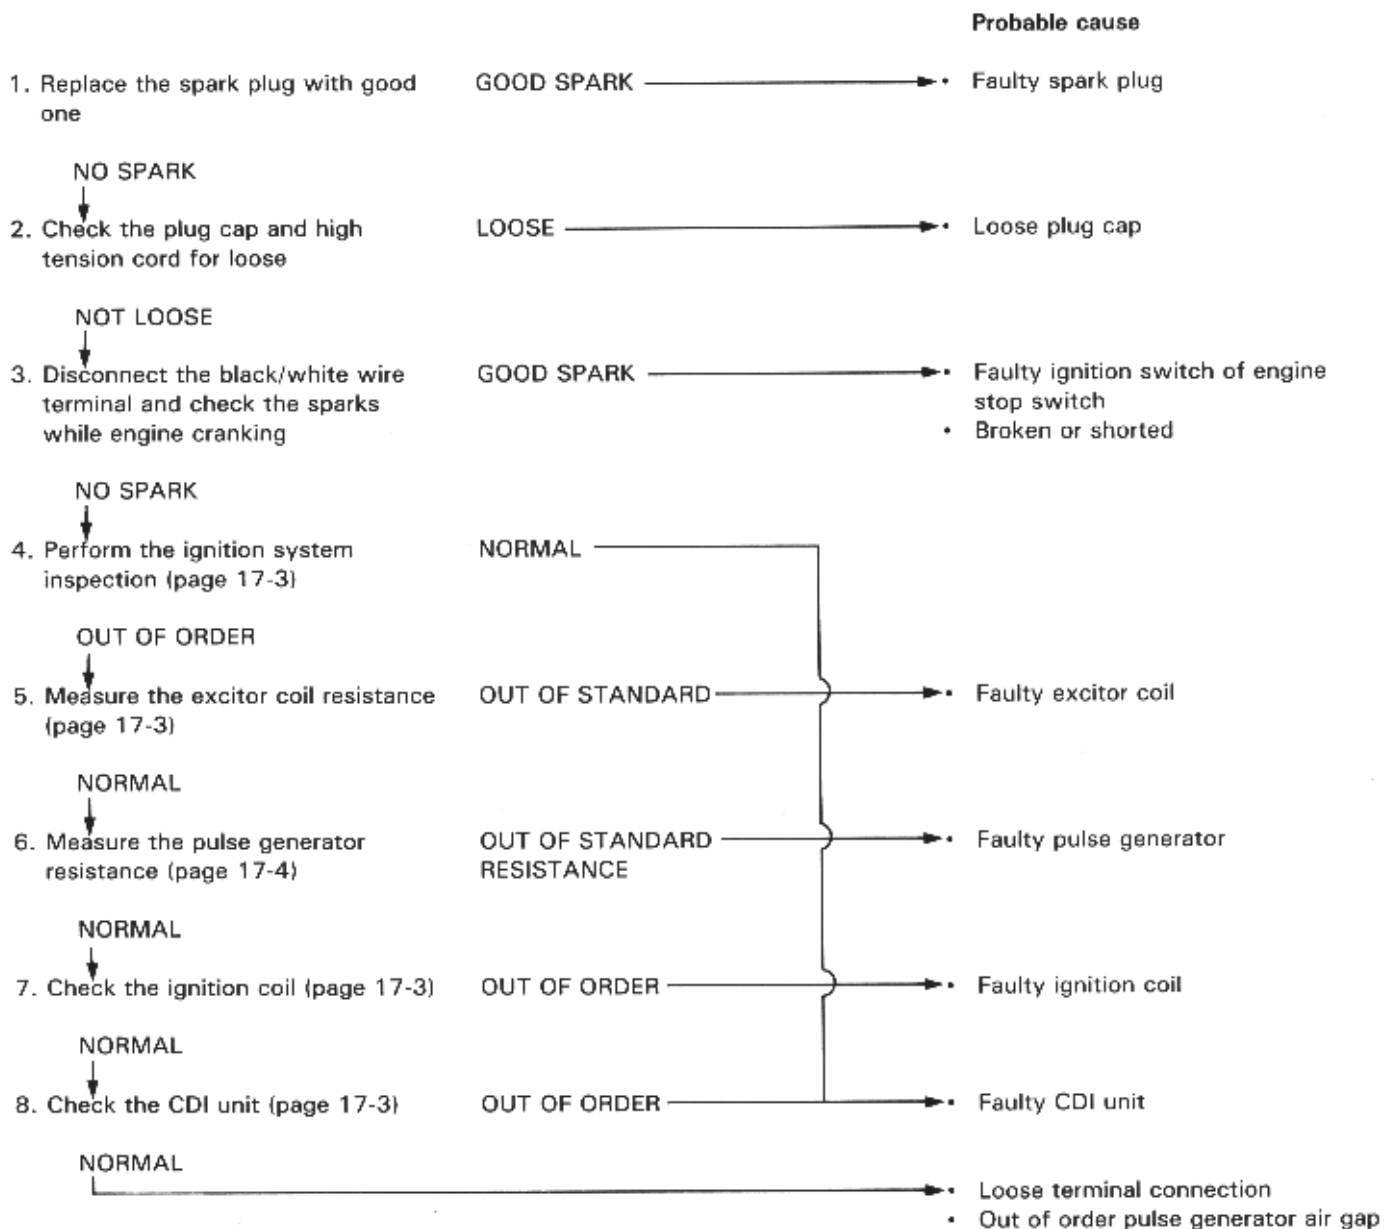 Probable cause
1. Replace the spark plug with good
one
GOOD SPARK
• Faulty spark plug
NO SPARK
2. Check the plug cap and high
tension cord for loose
LOOSE
• Loose plug cap
NOT LOOSE
3. Disconnect the black/white wire
terminal and check the sparks
while engine cranking
GOOD SPARK
• Faulty ignition switch of engine
stop switch
• Broken or shorted
NO SPARK
4. Perform the ignition system
inspection (page 17-3)
NORMAL
OUT OF ORDER
5. Measure the excitor coil resistance
(page 17-3)
OUT OF STANDARD
• Faulty excitor coil
NORMAL
6. Measure the pulse generator
resistance (page 17-4)
OUT OF STANDARD
RESISTANCE
• Faulty pulse generator
NORMAL
7. Check the ignition coil (page 17-3)
OUT OF ORDER
• Faulty ignition coil
NORMAL
8. Check the CDI unit (page 17-3)
OUT OF ORDER
• Faulty CDI unit
NORMAL
• Loose terminal connection
• Out of order pulse generator air gap